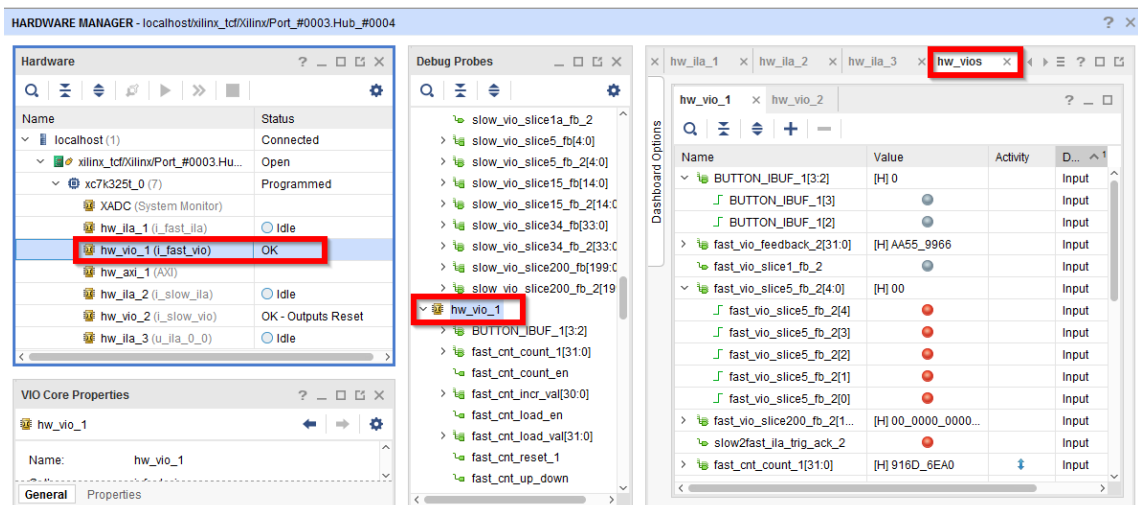 HARDWARE MANAGER - localhost/xilinx_tcf/Xilinx/Port_#0003.Hub_#0004
Hardware
Name Status
localhost (1) Connected
xilinx_tcf/Xilinx/Port_#0003.Hu... Open
xc7k325t_0 (7) Programmed
XADC (System Monitor)
hw_ila_1 (i_fast_ila) Idle
hw_vio_1 (i_fast_vio) OK
hw_axi_1 (AXI)
hw_ila_2 (i_slow_ila) Idle
hw_vio_2 (i_slow_vio) OK - Outputs Reset
hw_ila_3 (u_ila_0_0) Idle
VIO Core Properties
hw_vio_1
Name: hw_vio_1
General Properties
Debug Probes
slow_vio_slice1a_fb_2
slow_vio_slice5_fb[4:0]
slow_vio_slice5_fb_2[4:0]
slow_vio_slice15_fb[14:0]
slow_vio_slice15_fb_2[14:0
slow_vio_slice34_fb[33:0]
slow_vio_slice34_fb_2[33:0
slow_vio_slice200_fb[199:0
slow_vio_slice200_fb_2[19
hw_vio_1
BUTTON_IBUF_1[3:2]
fast_cnt_count_1[31:0]
fast_cnt_count_en
fast_cnt_incr_val[30:0]
fast_cnt_load_en
fast_cnt_load_val[31:0]
fast_cnt_reset_1
fast_cnt_up_down
hw_ila_1 hw_ila_2 hw_ila_3 hw_vios
Dashboard Options
hw_vio_1 hw_vio_2
Name Value Activity D... 1
BUTTON_IBUF_1[3:2] [H] 0 Input
BUTTON_IBUF_1[3] Input
BUTTON_IBUF_1[2] Input
fast_vio_feedback_2[31:0] [H] AA55_9966 Input
fast_vio_slice1_fb_2 Input
fast_vio_slice5_fb_2[4:0] [H] 00 Input
fast_vio_slice5_fb_2[4] Input
fast_vio_slice5_fb_2[3] Input
fast_vio_slice5_fb_2[2] Input
fast_vio_slice5_fb_2[1] Input
fast_vio_slice5_fb_2[0] Input
fast_vio_slice200_fb_2[1... [H] 00_0000_0000... Input
slow2fast_ila_trig_ack_2 Input
fast_cnt_count_1[31:0] [H] 916D_6EA0 Input